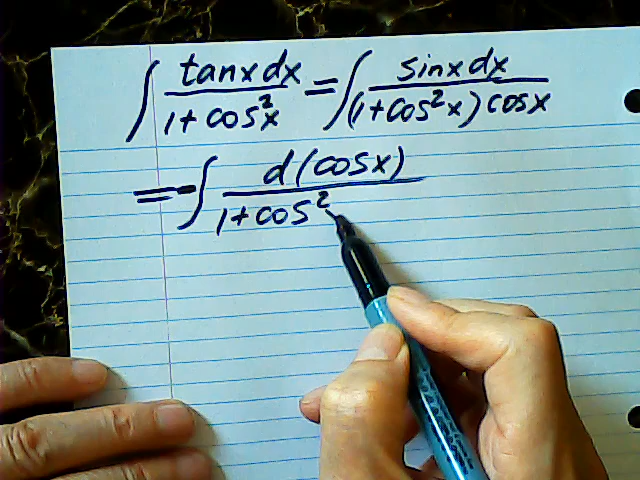 ∫ tanx dx / 1 + cos²x = ∫ sinx dx / (1 + cos²x) cosx
= -∫ d(cosx) / 1 + cos²